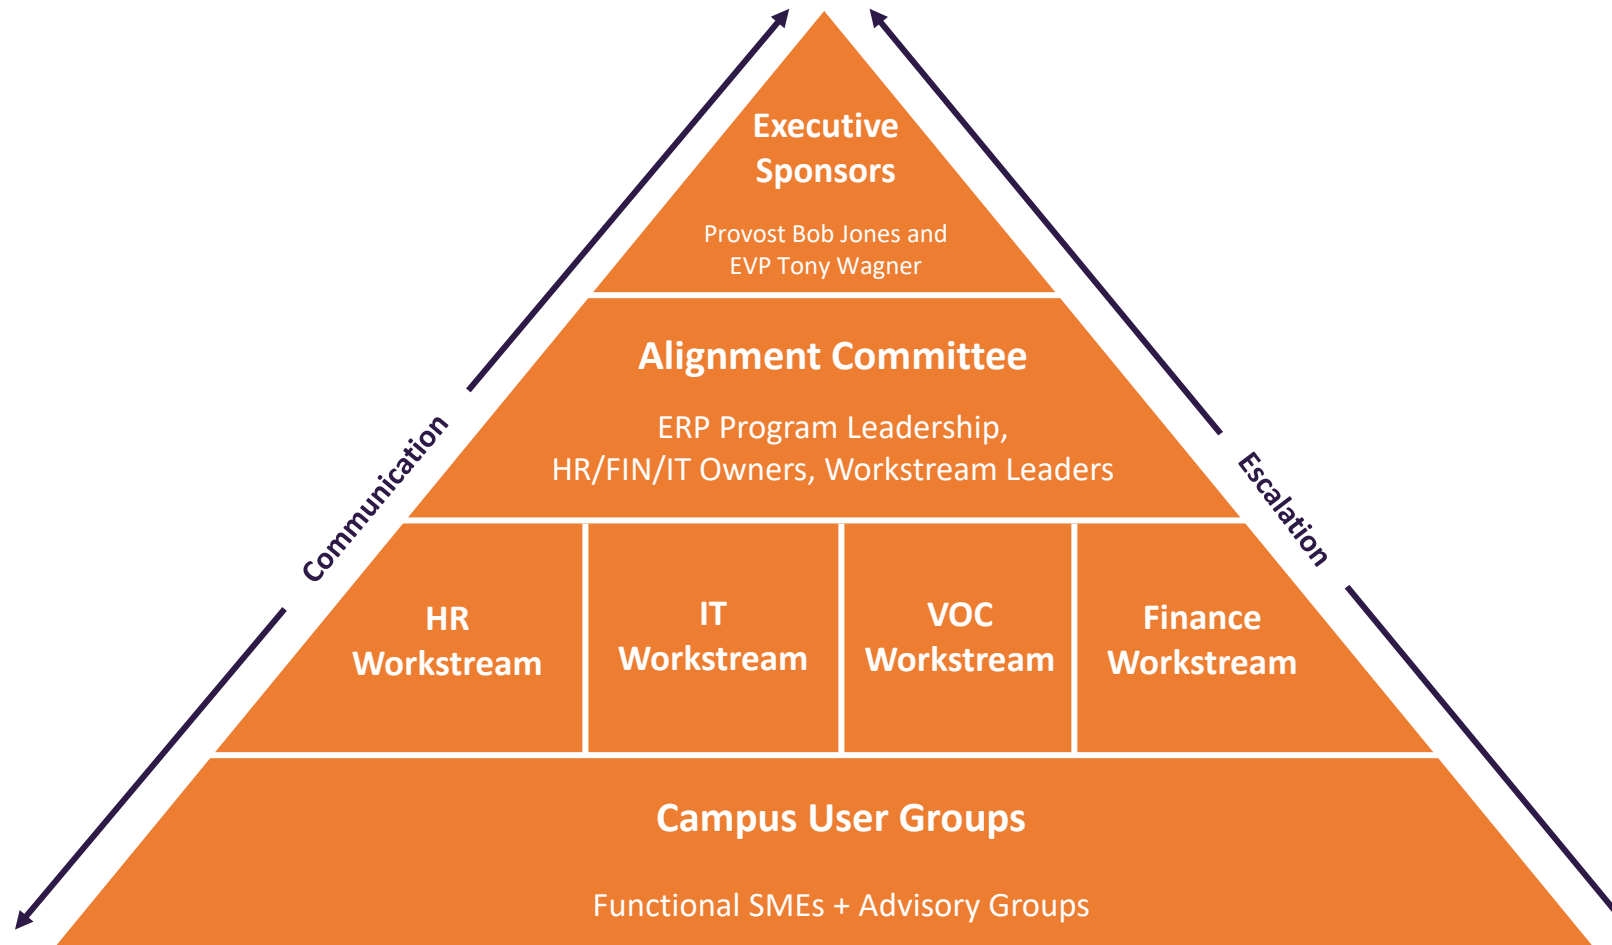 Executive
Sponsors
Provost Bob Jones and
EVP Tony Wagner
Alignment Committee
ERP Program Leadership,
HR/FIN/IT Owners, Workstream Leaders
Communication
Escalation
HR
Workstream
IT
Workstream
VOC
Workstream
Finance
Workstream
Campus User Groups
Functional SMEs + Advisory Groups